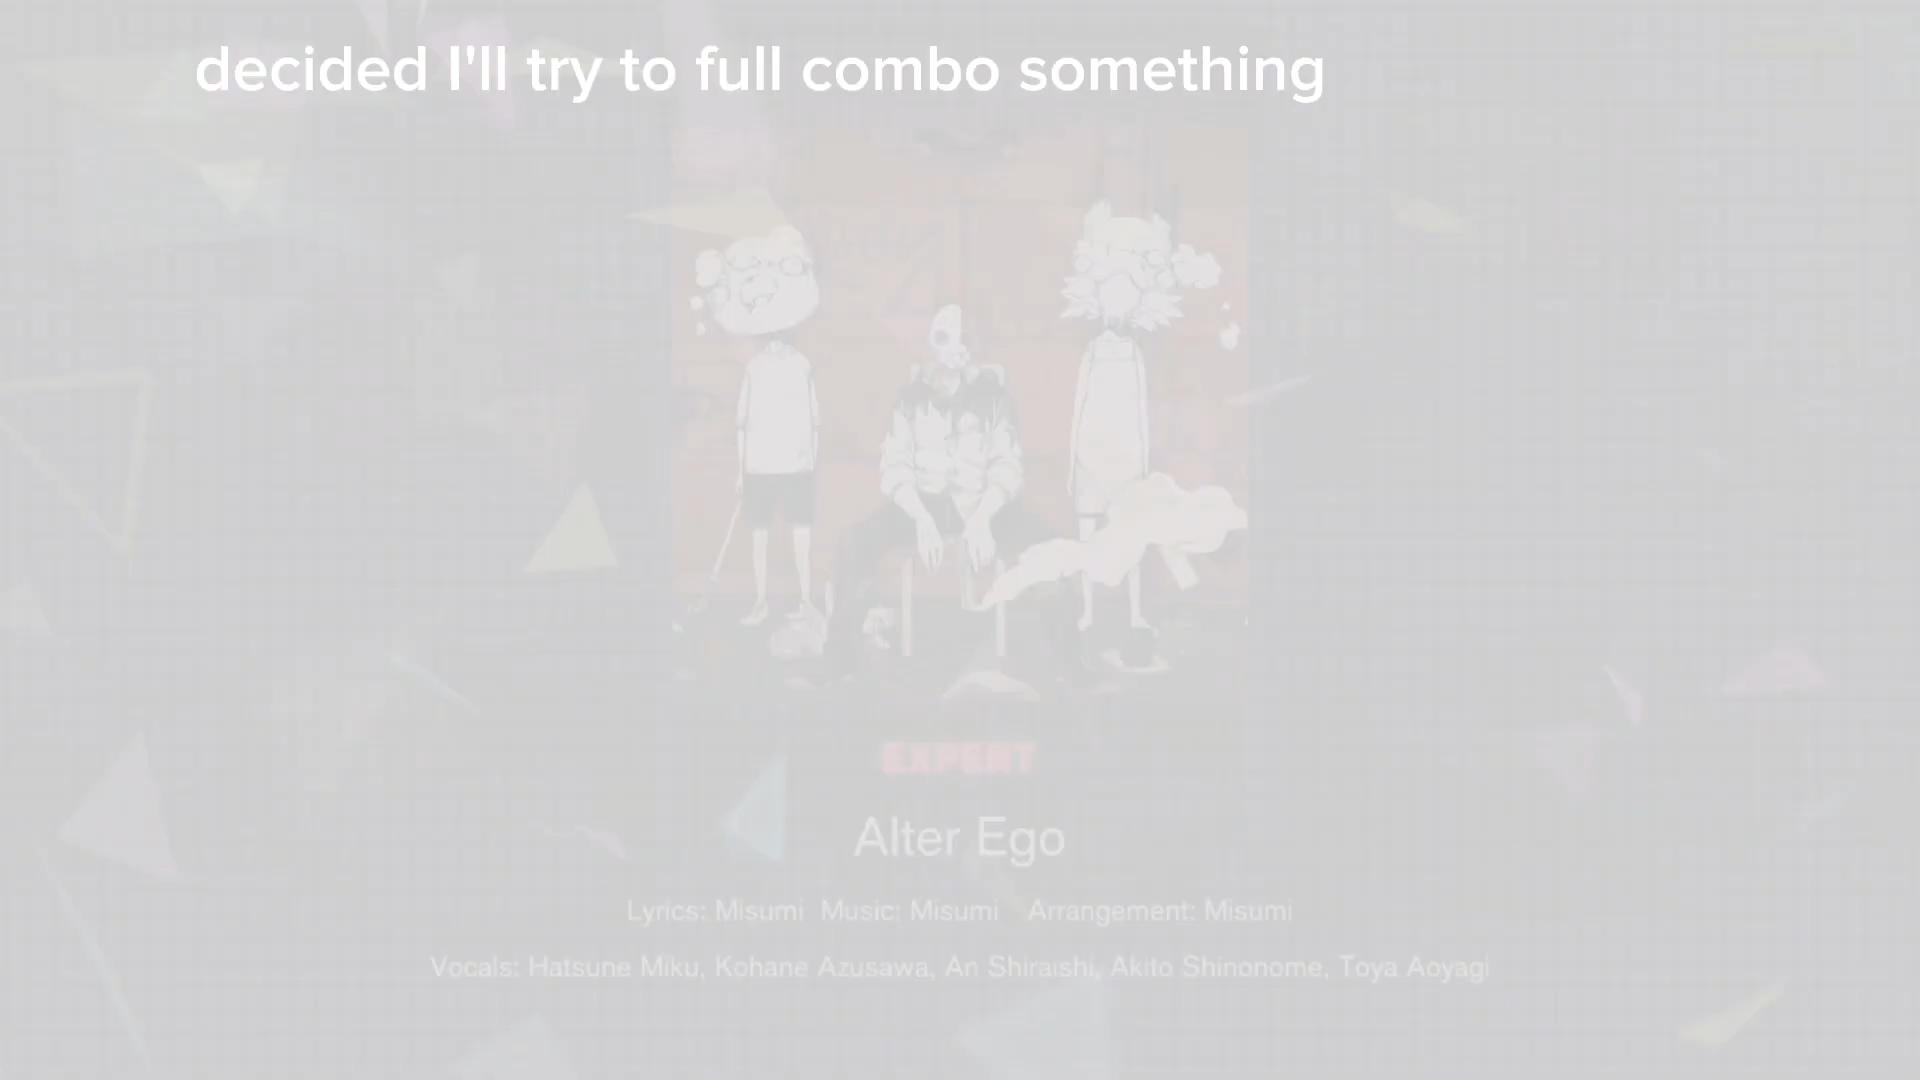 decided I'll try to full combo something
EXPERT
Alter Ego
Lyrics: Misumi Music: Misumi Arrangement: Misumi
Vocals: Hatsune Miku, Kohane Azusawa, An Shiraishi, Akito Shinonome, Toya Aoyagi